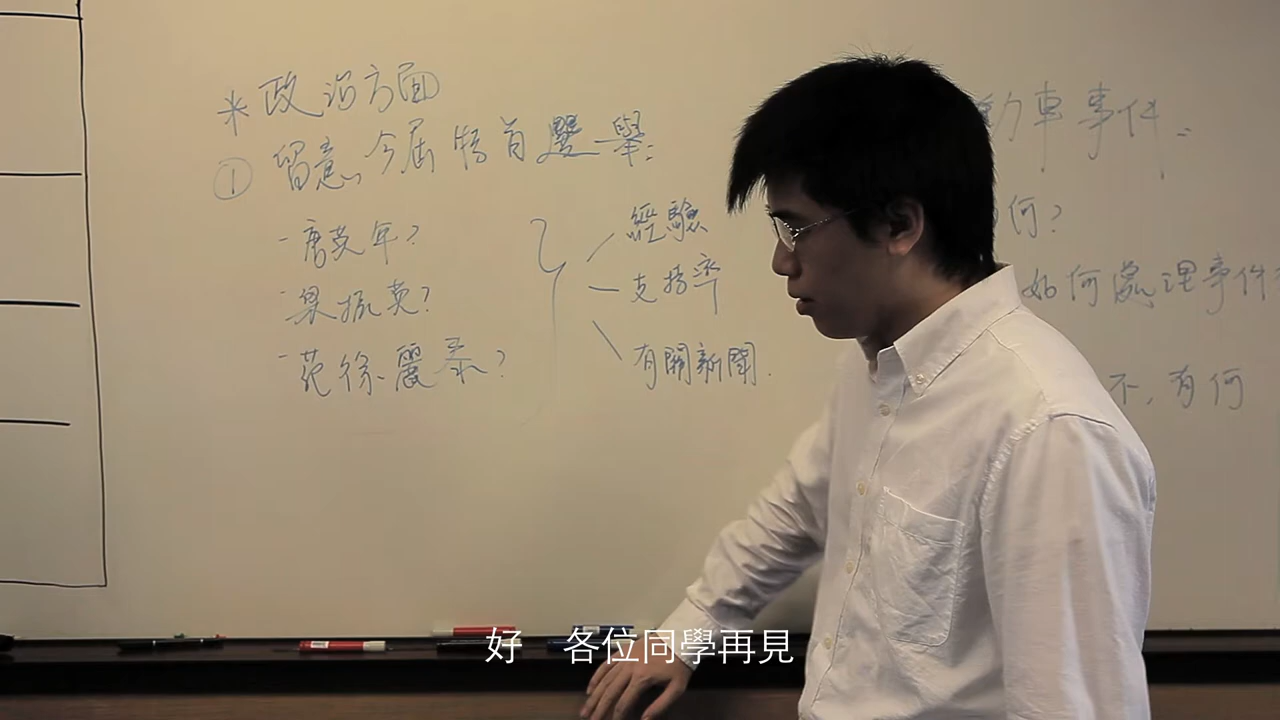 *政治方面
① 留意今屆特首選舉:
-唐英年?
-梁振英?
-范徐麗泰?
經驗
支持率
有關新聞.
動車事件:
何?
如何處理事件
不,有何
好 各位同學再見